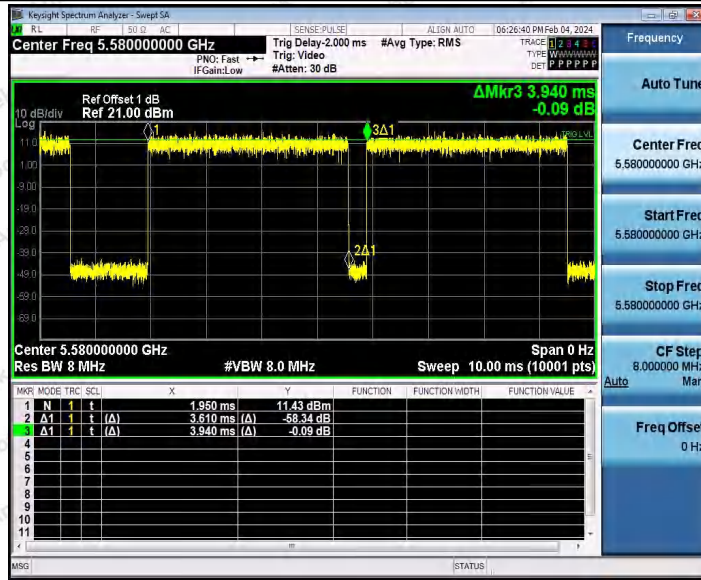 Keysight Spectrum Analyzer - Swept SA
RL RF 50 Ω AC SENSE:PULSE ALIGN AUTO 06:26:40 PM Feb 04, 2024
Center Freq 5.580000000 GHz
PNO: Fast
IFGain:Low
Trig Delay-2.000 ms
Trig: Video
#Atten: 30 dB
#Avg Type: RMS
TRACE 1 2 3 4 5 6
TYPE WWWWWW
DET P P P P P P
Frequency
Auto Tune
Center Freq
5.580000000 GHz
Start Freq
5.580000000 GHz
Stop Freq
5.580000000 GHz
CF Step
8.000000 MHz
Auto Man
Freq Offset
0 Hz
ΔMkr3 3.940 ms
-0.09 dB
Ref Offset 1 dB
10 dB/div Ref 21.00 dBm
Log
11.0
1.00
-9.00
-19.0
-29.0
-39.0
-49.0
-59.0
-69.0
1
3Δ1
TRIG LVL
2Δ1
Center 5.580000000 GHz Span 0 Hz
Res BW 8 MHz #VBW 8.0 MHz Sweep 10.00 ms (10001 pts)
MKR MODE TRC SCL X Y FUNCTION FUNCTION WIDTH FUNCTION VALUE
1 N 1 t 1.950 ms 11.43 dBm
2 Δ1 1 t (Δ) 3.610 ms (Δ) -58.34 dB
3 Δ1 1 t (Δ) 3.940 ms (Δ) -0.09 dB
4
5
6
7
8
9
10
11
MSG STATUS